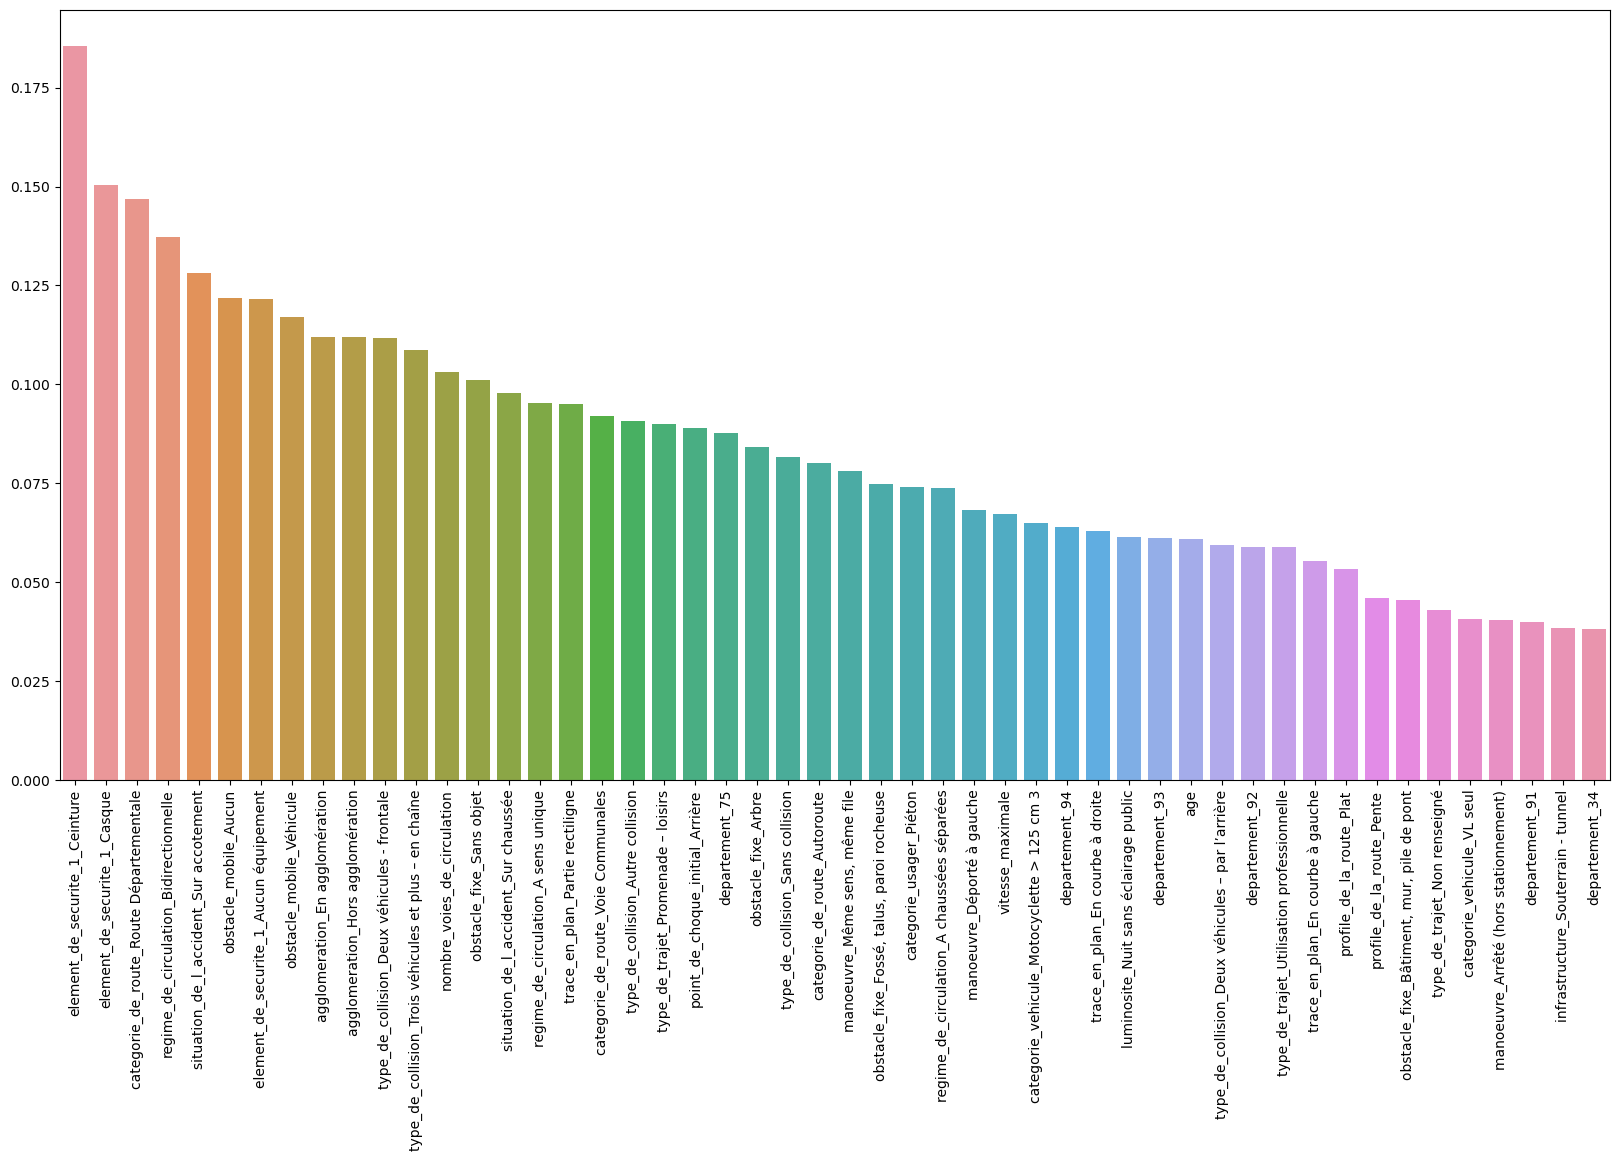 0.175
0.150
0.125
0.100
0.075
0.050
0.025
0.000
element_de_securite_1_Ceinture
element_de_securite_1_Casque
categorie_de_route_Route Départementale
regime_de_circulation_Bidirectionnelle
situation_de_l_accident_Sur accotement
obstacle_mobile_Aucun
element_de_securite_1_Aucun équipement
obstacle_mobile_Véhicule
agglomeration_En agglomération
agglomeration_Hors agglomération
type_de_collision_Deux véhicules - frontale
type_de_collision_Trois véhicules et plus – en chaîne
nombre_voies_de_circulation
obstacle_fixe_Sans objet
situation_de_l_accident_Sur chaussée
regime_de_circulation_A sens unique
trace_en_plan_Partie rectiligne
categorie_de_route_Voie Communales
type_de_collision_Autre collision
type_de_trajet_Promenade – loisirs
point_de_choque_initial_Arrière
departement_75
obstacle_fixe_Arbre
type_de_collision_Sans collision
categorie_de_route_Autoroute
manoeuvre_Même sens, même file
obstacle_fixe_Fossé, talus, paroi rocheuse
categorie_usager_Piéton
regime_de_circulation_A chaussées séparées
manoeuvre_Déporté à gauche
vitesse_maximale
categorie_vehicule_Motocyclette > 125 cm 3
departement_94
trace_en_plan_En courbe à droite
luminosite_Nuit sans éclairage public
departement_93
age
type_de_collision_Deux véhicules – par l’arrière
departement_92
type_de_trajet_Utilisation professionnelle
trace_en_plan_En courbe à gauche
profile_de_la_route_Plat
profile_de_la_route_Pente
obstacle_fixe_Bâtiment, mur, pile de pont
type_de_trajet_Non renseigné
categorie_vehicule_VL seul
manoeuvre_Arrêté (hors stationnement)
departement_91
infrastructure_Souterrain - tunnel
departement_34